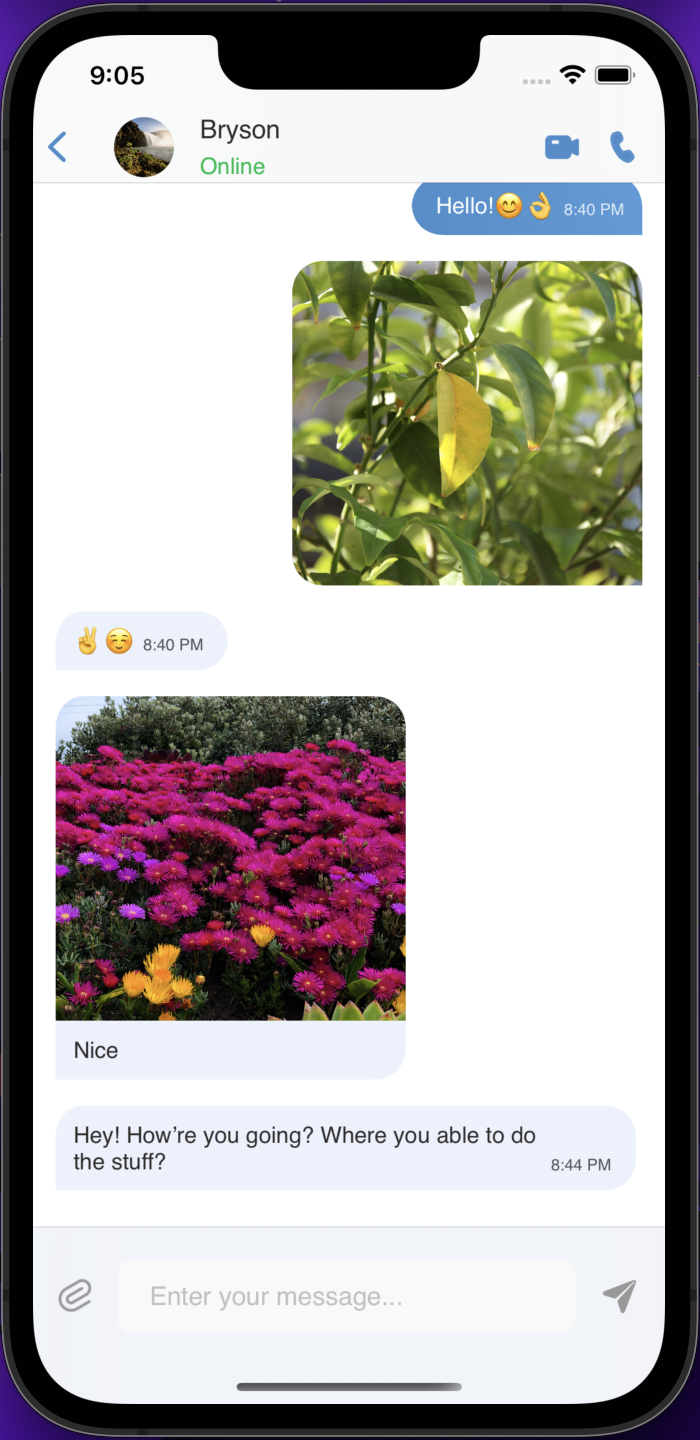 9:05
Bryson
Online
Hello!😊👌 8:40 PM
✌️☺️ 8:40 PM
Nice
Hey! How’re you going? Where you able to do
the stuff?
8:44 PM
Enter your message...